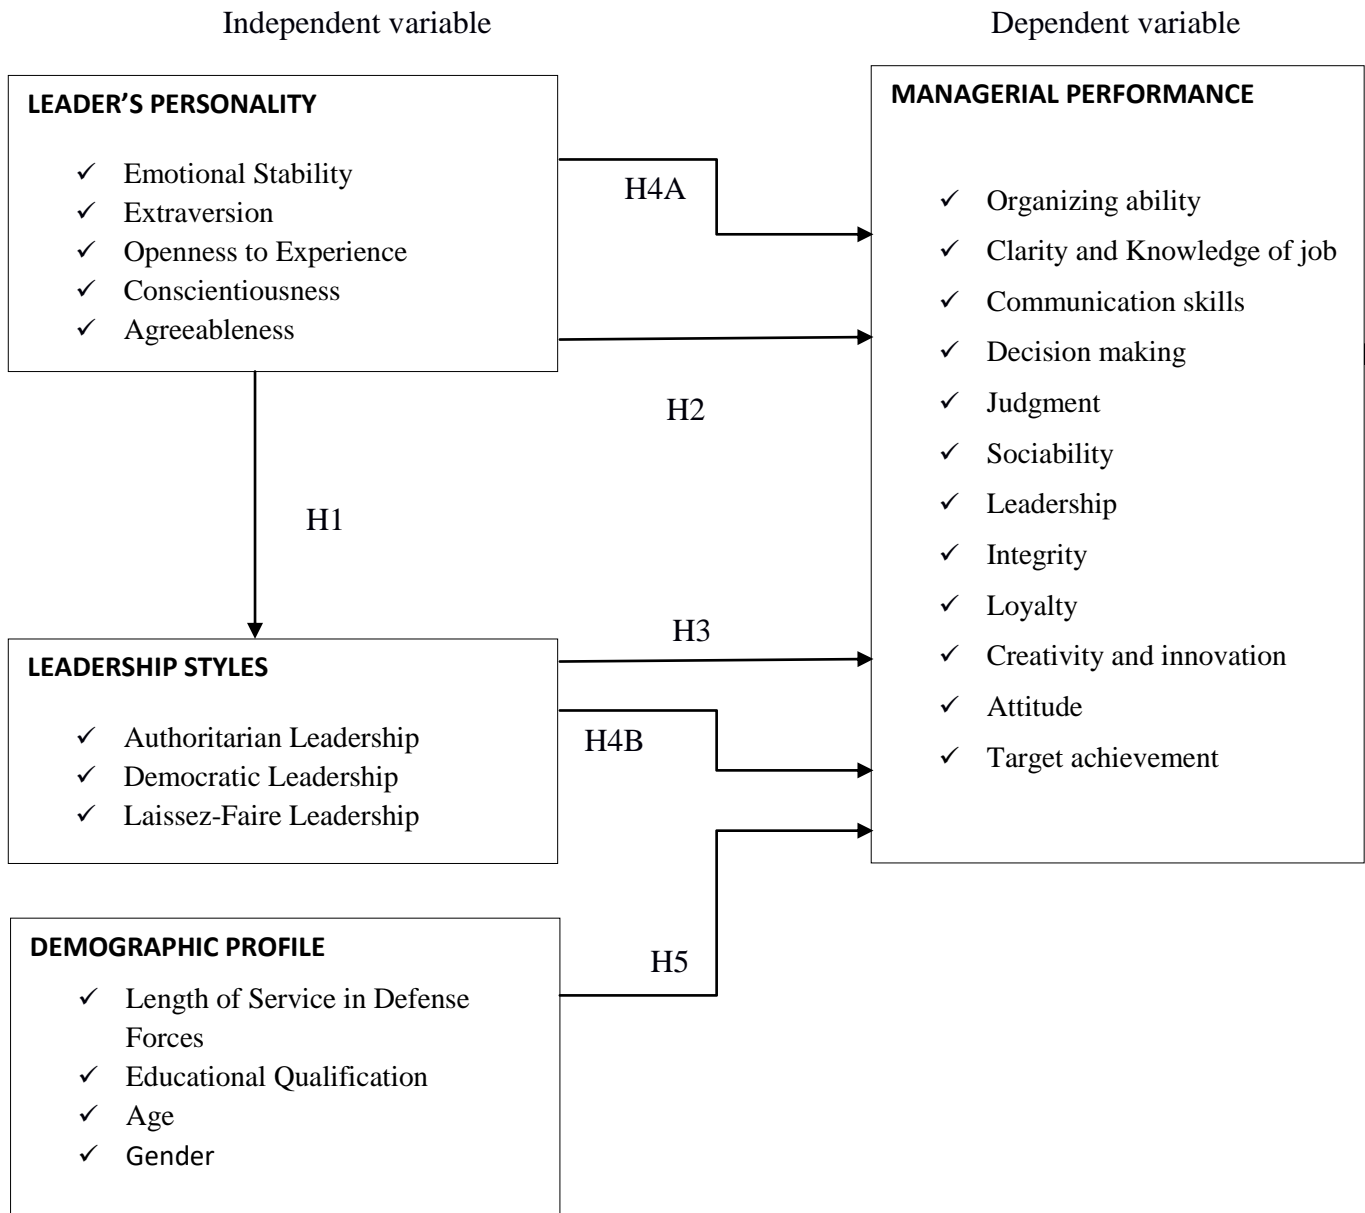 Independent variable
Dependent variable
LEADER’S PERSONALITY
✓ Emotional Stability
✓ Extraversion
✓ Openness to Experience
✓ Conscientiousness
✓ Agreeableness
H4A
H2
H1
MANAGERIAL PERFORMANCE
✓ Organizing ability
✓ Clarity and Knowledge of job
✓ Communication skills
✓ Decision making
✓ Judgment
✓ Sociability
✓ Leadership
✓ Integrity
✓ Loyalty
✓ Creativity and innovation
✓ Attitude
✓ Target achievement
LEADERSHIP STYLES
✓ Authoritarian Leadership
✓ Democratic Leadership
✓ Laissez-Faire Leadership
H3
H4B
DEMOGRAPHIC PROFILE
✓ Length of Service in Defense
Forces
✓ Educational Qualification
✓ Age
✓ Gender
H5